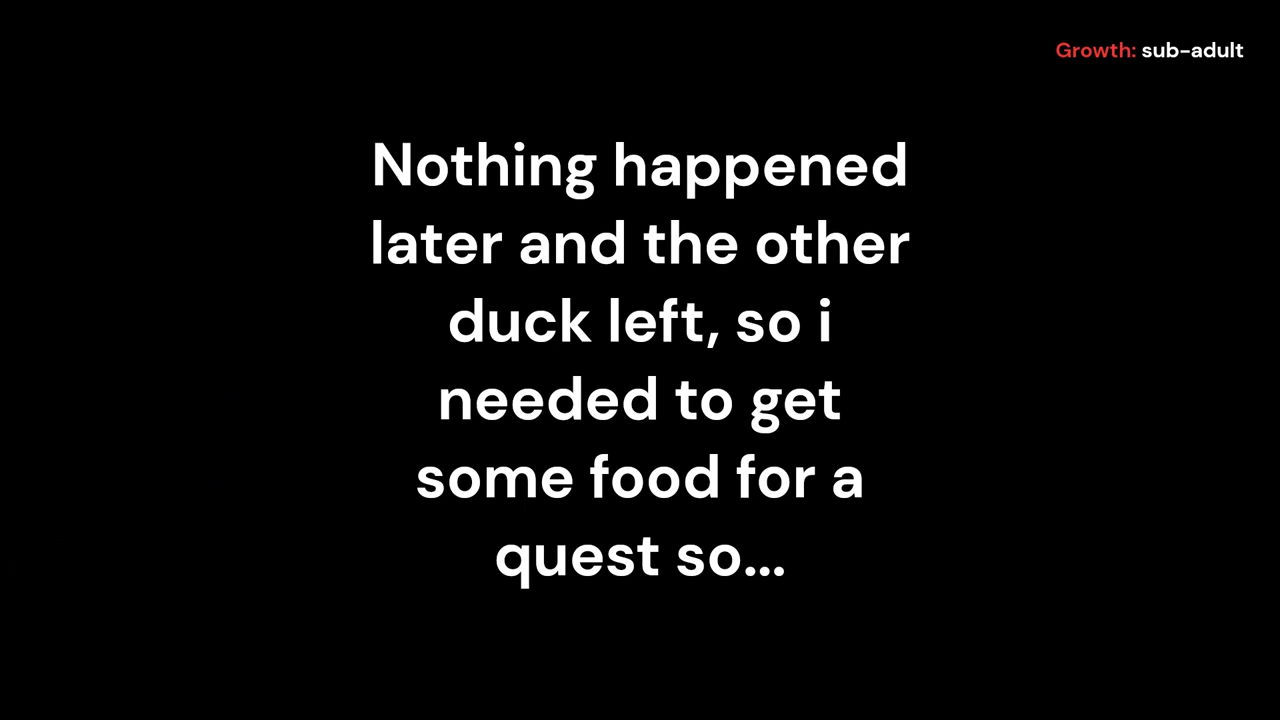 Growth: sub-adult
Nothing happened
later and the other
duck left, so i
needed to get
some food for a
quest so...